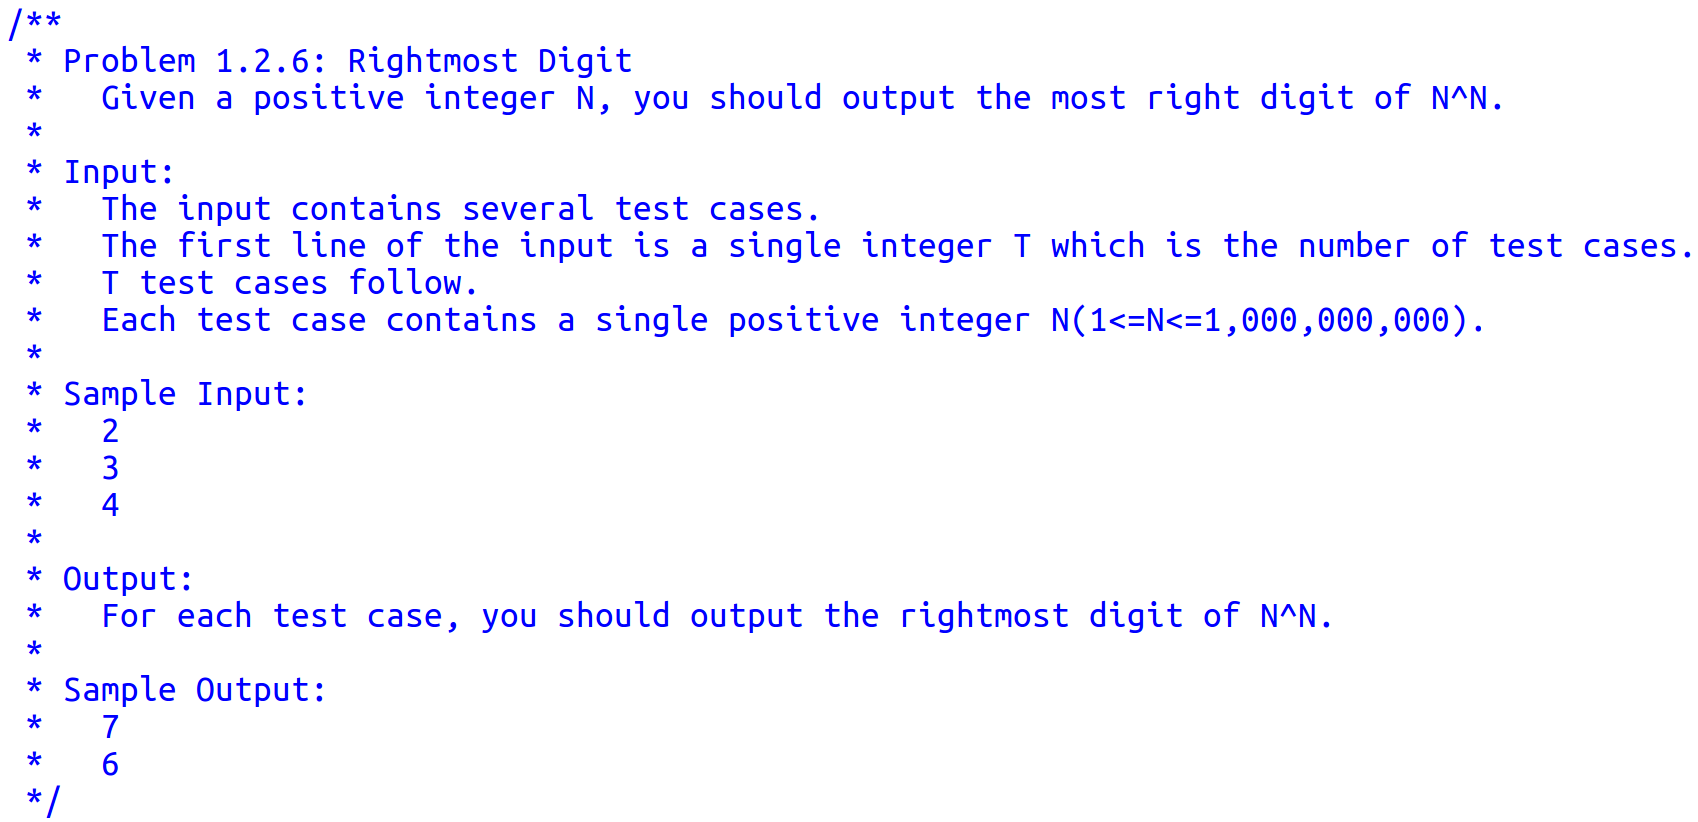 /**
 * Problem 1.2.6: Rightmost Digit
 *   Given a positive integer N, you should output the most right digit of N^N.
 *
 * Input:
 *   The input contains several test cases.
 *   The first line of the input is a single integer T which is the number of test cases.
 *   T test cases follow.
 *   Each test case contains a single positive integer N(1<=N<=1,000,000,000).
 *
 * Sample Input:
 *   2
 *   3
 *   4
 *
 * Output:
 *   For each test case, you should output the rightmost digit of N^N.
 *
 * Sample Output:
 *   7
 *   6
 */